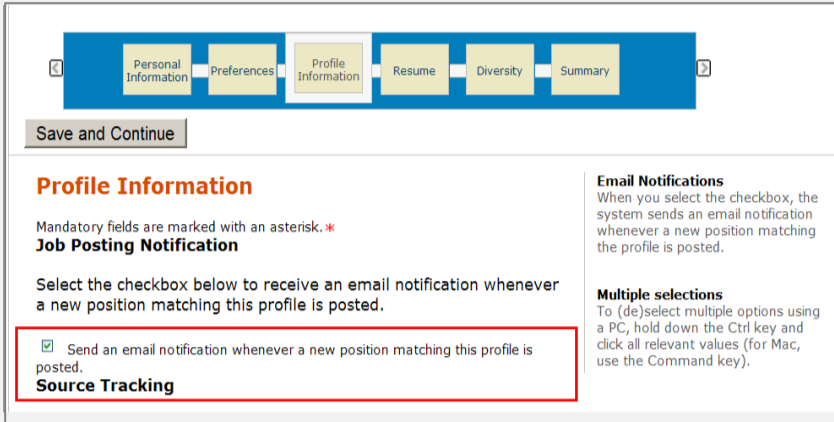 Personal
Information
Preferences
Profile
Information
Resume
Diversity
Summary
Save and Continue
Profile Information
Mandatory fields are marked with an asterisk.*
Job Posting Notification
Select the checkbox below to receive an email notification whenever
a new position matching this profile is posted.
Send an email notification whenever a new position matching this profile is
posted.
Source Tracking
Email Notifications
When you select the checkbox, the
system sends an email notification
whenever a new position matching
the profile is posted.
Multiple selections
To (de)select multiple options using
a PC, hold down the Ctrl key and
click all relevant values (for Mac,
use the Command key).